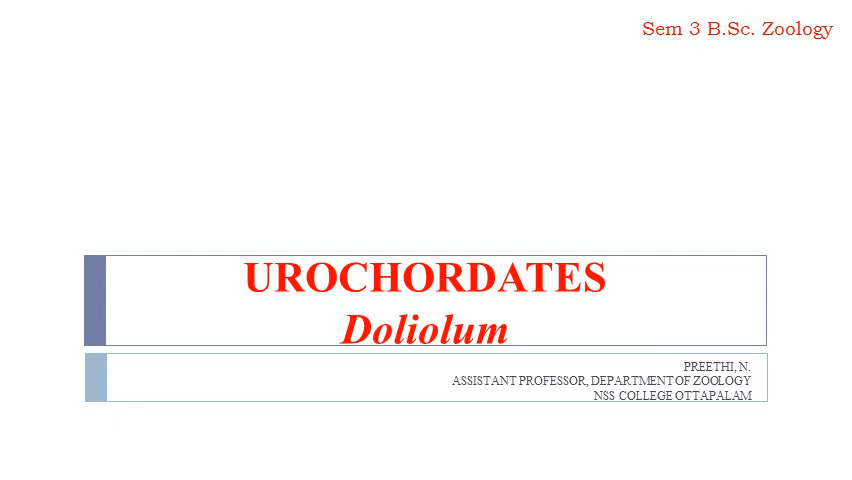 Sem 3 B.Sc. Zoology
UROCHORDATES
Doliolum
PREETHI, N.
ASSISTANT PROFESSOR, DEPARTMENT OF ZOOLOGY
NSS COLLEGE OTTAPALAM